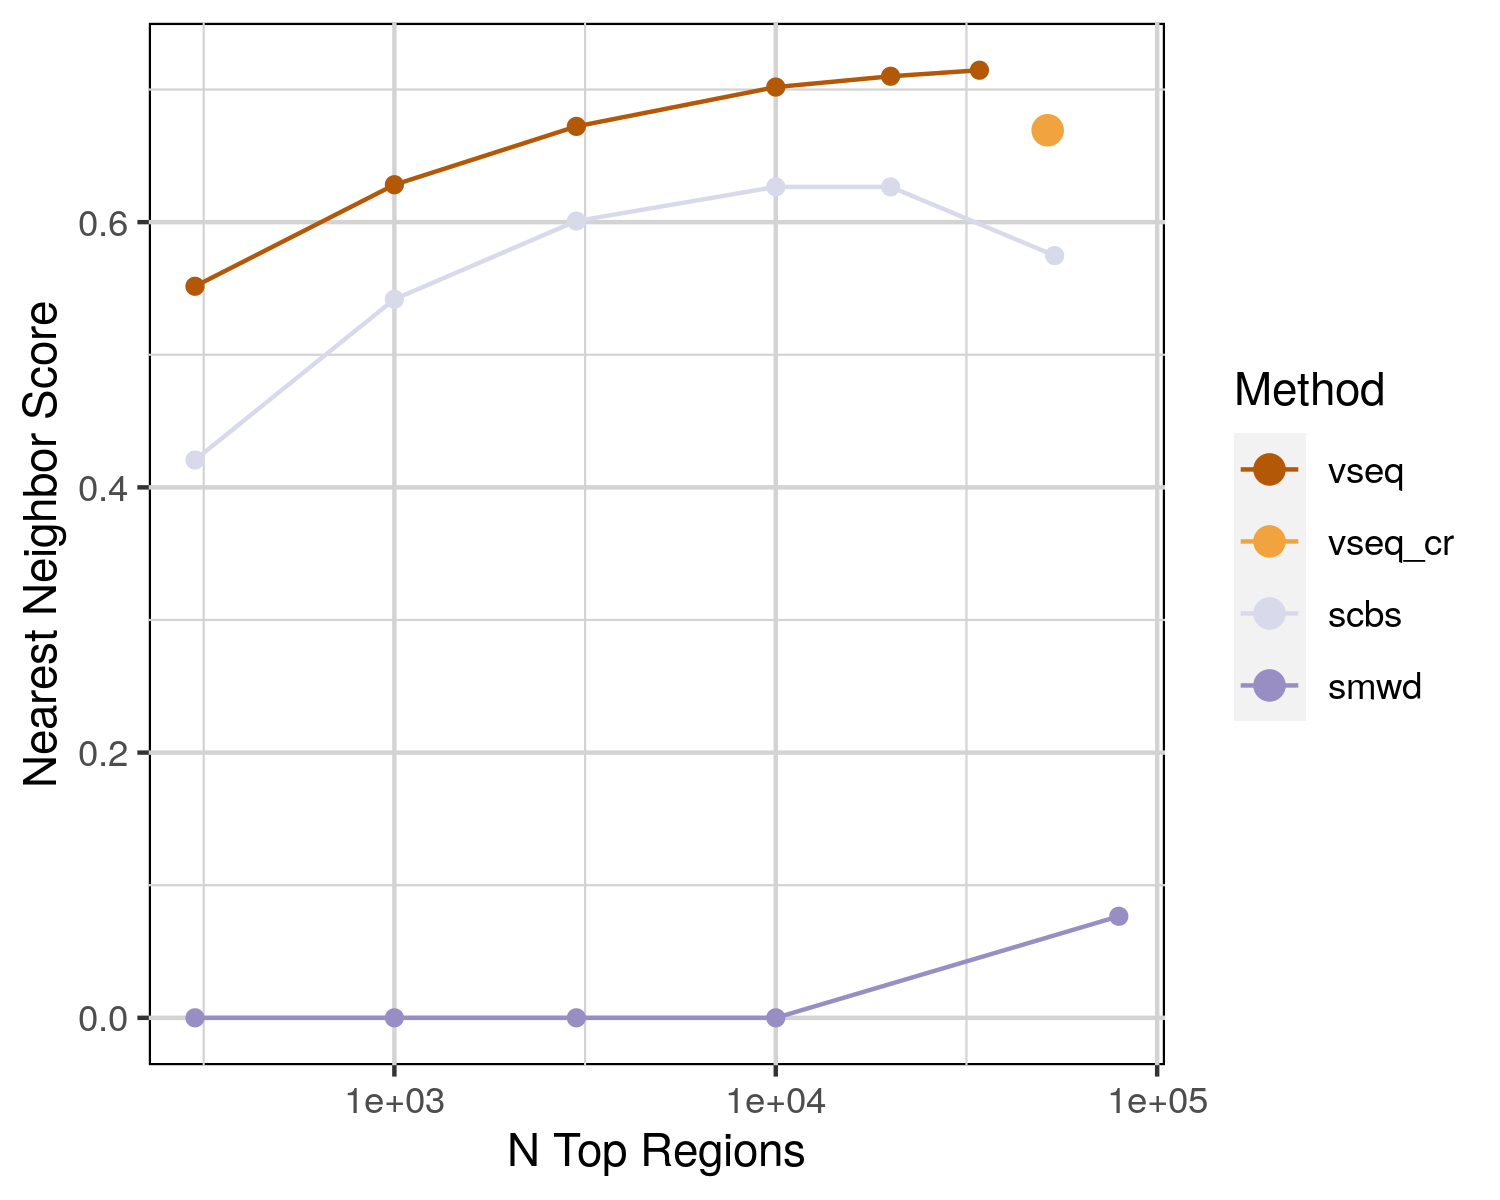 Nearest Neighbor Score
0.6
0.4
0.2
0.0
1e+03
1e+04
1e+05
N Top Regions
Method
vseq
vseq_cr
scbs
smwd